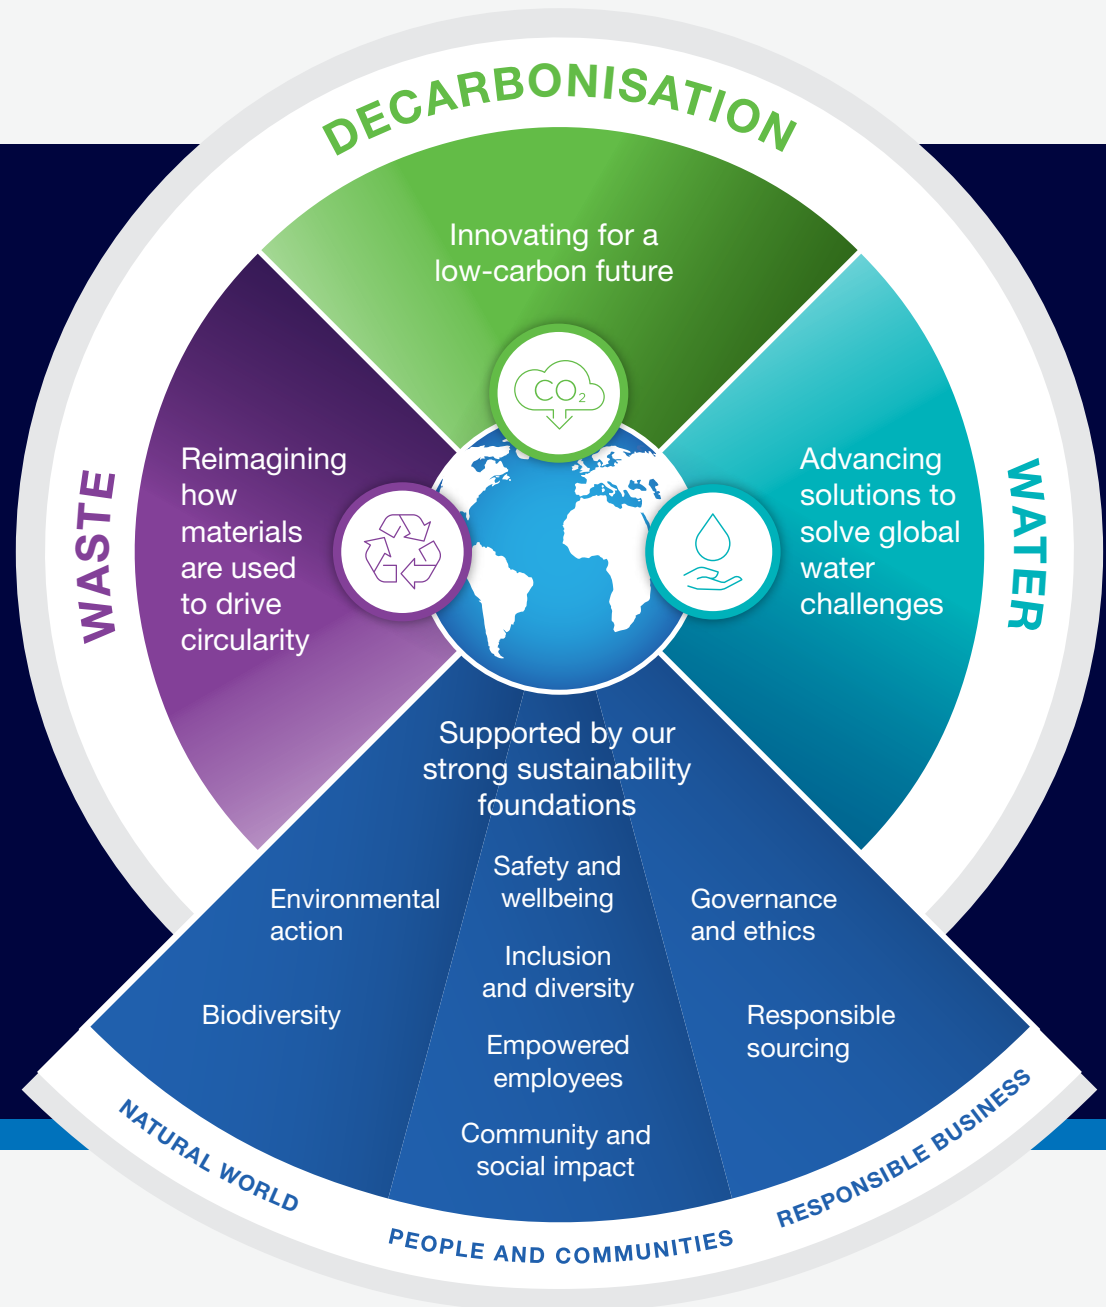 DECARBONISATION
Innovating for a
low-carbon future
CO2
WASTE
Reimagining
how
materials
are used
to drive
circularity
WATER
Advancing
solutions to
solve global
water
challenges
Supported by our
strong sustainability
foundations
Environmental
action
Biodiversity
NATURAL WORLD
Safety and
wellbeing
Inclusion
and diversity
Empowered
employees
Community and
social impact
PEOPLE AND COMMUNITIES
Governance
and ethics
Responsible
sourcing
RESPONSIBLE BUSINESS